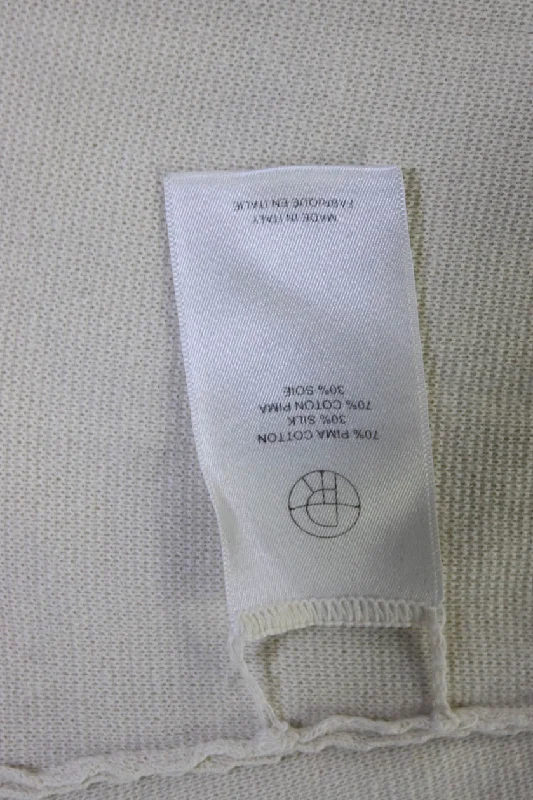 70% PIMA COTTON
30% SILK
70% COTON PIMA
30% SOIE
MADE IN ITALY
FABRIQUE EN ITALIE